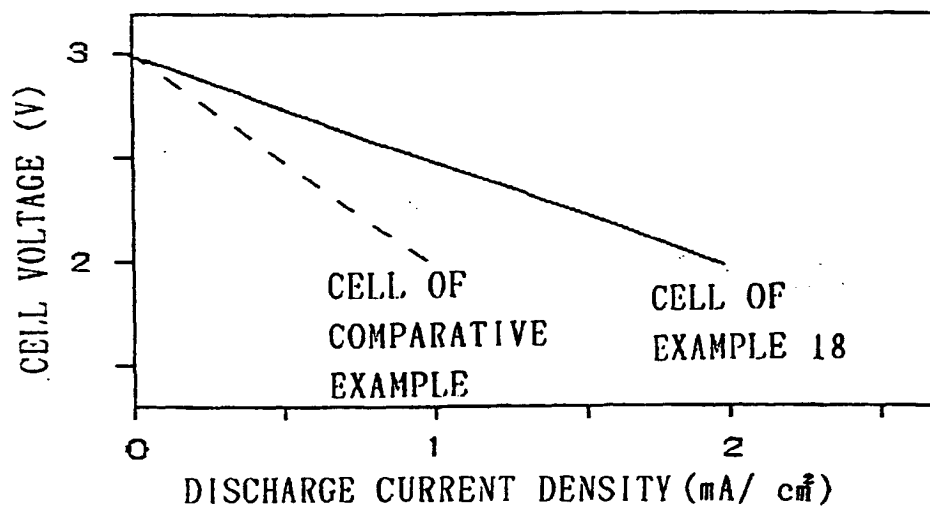 3
2
CELL VOLTAGE (V)
CELL OF
COMPARATIVE
EXAMPLE
CELL OF
EXAMPLE 18
0
1
2
DISCHARGE CURRENT DENSITY (mA/ cm²)